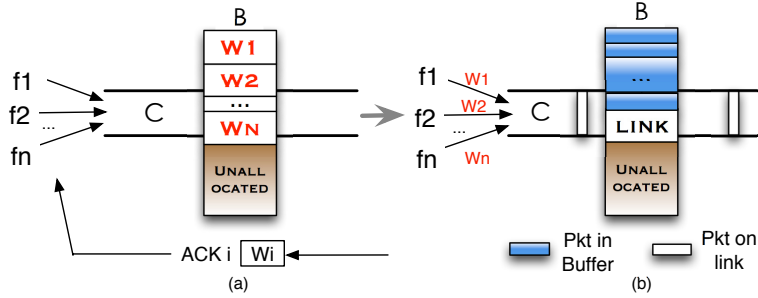 B
W1
W2
...
WN
UNALL
OCATED
f1
f2
...
fn
C
ACK i
Wi
(a)
B
...
LINK
UNALL
OCATED
f1
W1
f2
W2
...
fn
Wn
C
Pkt in
Buffer
Pkt on
link
(b)